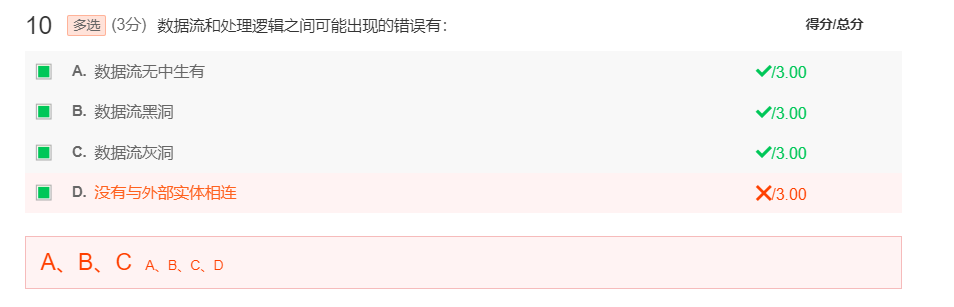 10 多选 (3分) 数据流和处理逻辑之间可能出现的错误有： 得分/总分
A. 数据流无中生有 /3.00
B. 数据流黑洞 /3.00
C. 数据流灰洞 /3.00
D. 没有与外部实体相连 /3.00
A、B、C A、B、C、D